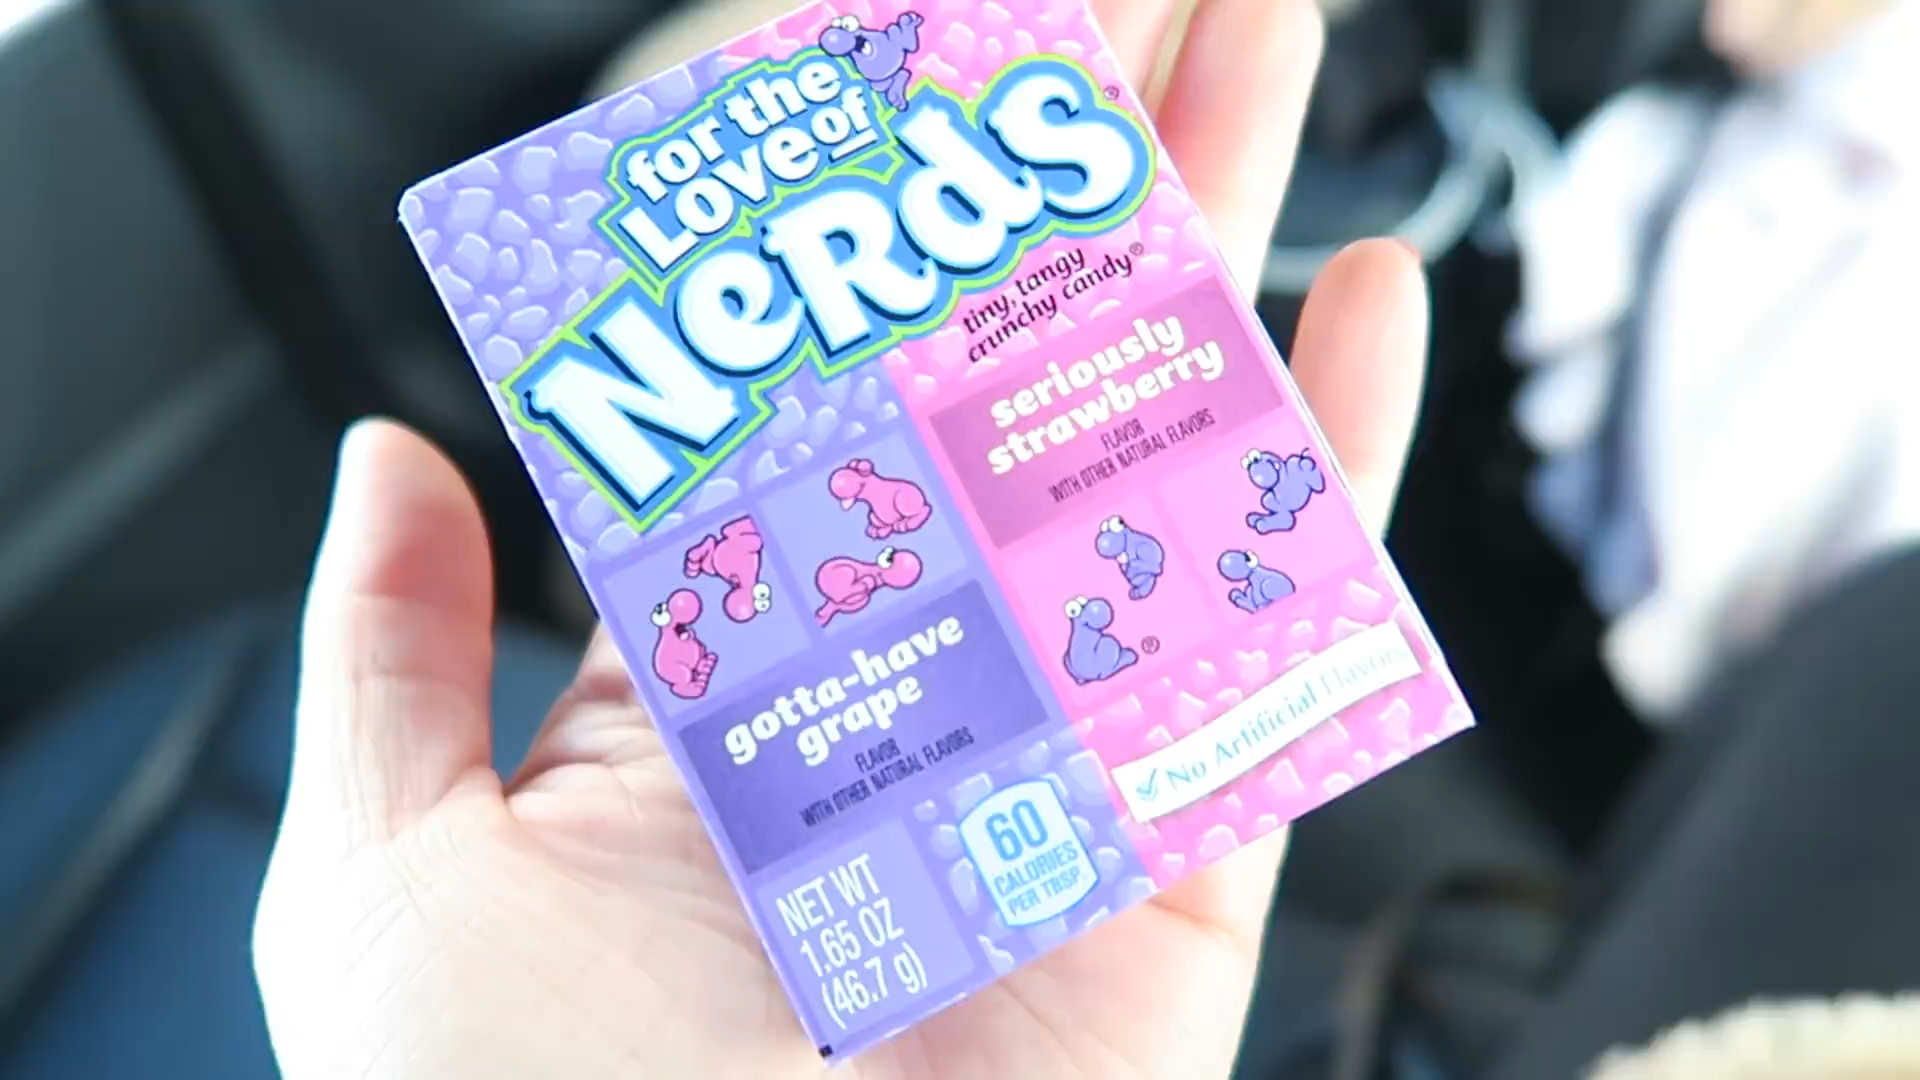 for the
Love of
Nerds®
tiny, tangy
crunchy candy®
seriously
strawberry
FLAVOR
WITH OTHER NATURAL FLAVORS
®
gotta-have
grape
FLAVOR
WITH OTHER NATURAL FLAVORS
✓ No Artificial Flavors
60
CALORIES
PER TBSP
NET WT
1.65 OZ
(46.7 g)